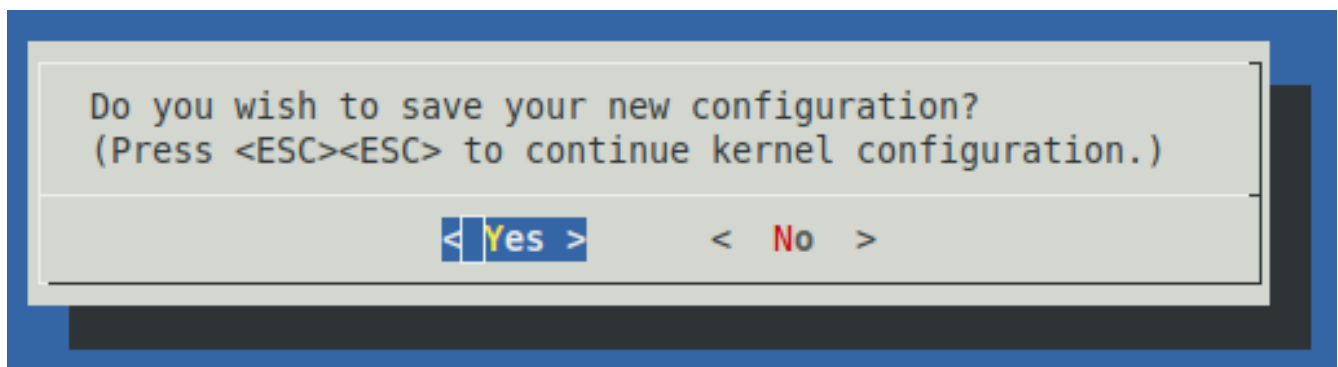 Do you wish to save your new configuration?
(Press <ESC><ESC> to continue kernel configuration.)
< Yes > < No >